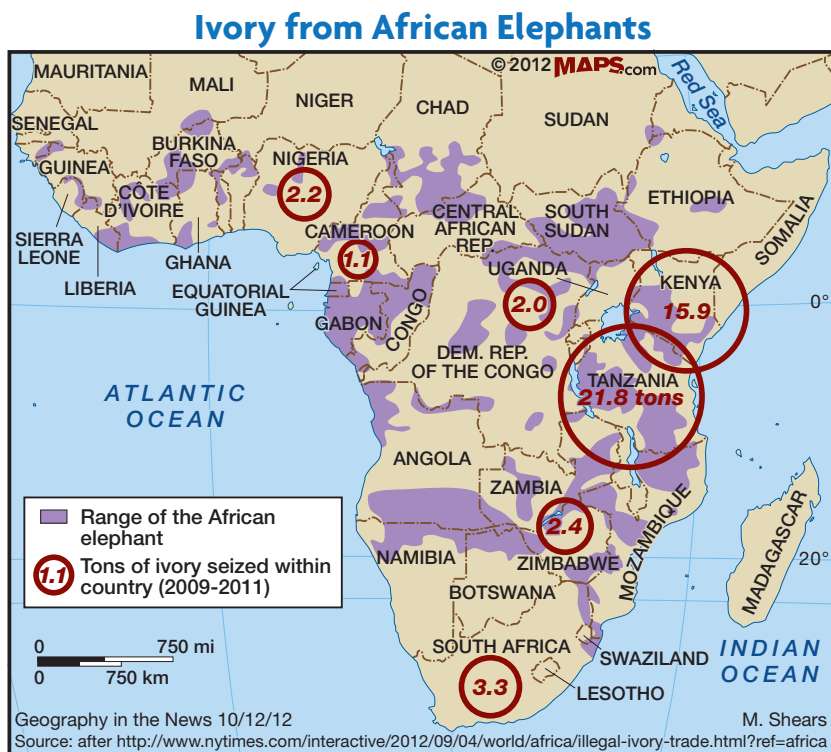 Ivory from African Elephants
© 2012 MAPS.com
MAURITANIA
MALI
NIGER
CHAD
SUDAN
Red Sea
SENEGAL
BURKINA
FASO
NIGERIA
2.2
GUINEA
CÔTE
D'IVOIRE
SIERRA
LEONE
LIBERIA
GHANA
CAMEROON
1.1
CENTRAL
AFRICAN
REP.
SOUTH
SUDAN
ETHIOPIA
SOMALIA
EQUATORIAL
GUINEA
GABON
CONGO
UGANDA
2.0
KENYA
15.9
0°
DEM. REP.
OF THE CONGO
TANZANIA
21.8 tons
ATLANTIC
OCEAN
ANGOLA
ZAMBIA
2.4
MOZAMBIQUE
MADAGASCAR
NAMIBIA
ZIMBABWE
20°
BOTSWANA
SOUTH AFRICA
3.3
SWAZILAND
LESOTHO
INDIAN
OCEAN
Range of the African
elephant
1.1
Tons of ivory seized within
country (2009-2011)
0 750 mi
0 750 km
Geography in the News 10/12/12
M. Shears
Source: after http://www.nytimes.com/interactive/2012/09/04/world/africa/illegal-ivory-trade.html?ref=africa